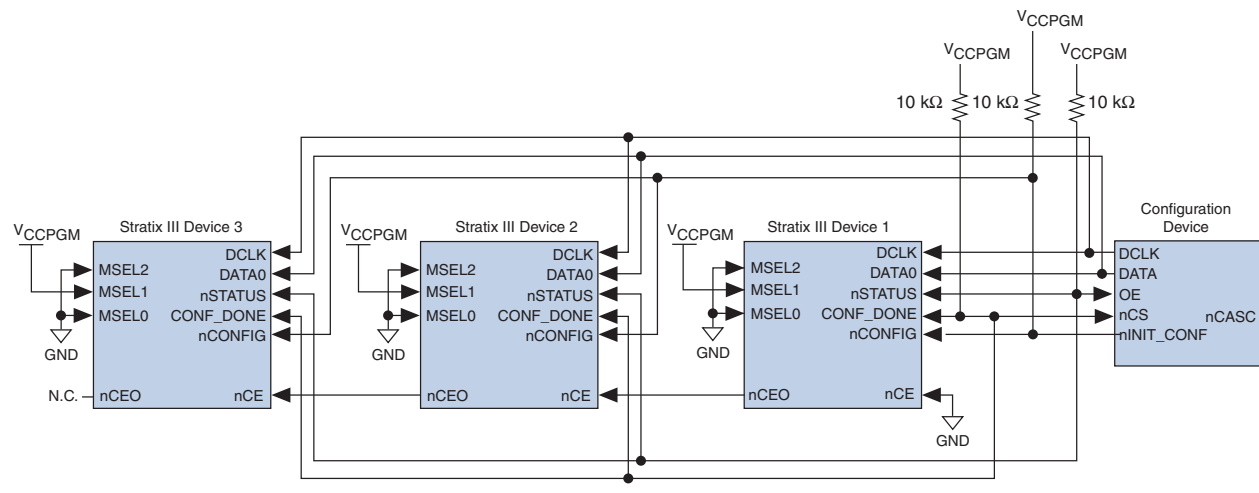 VCCPGM
VCCPGM
VCCPGM
10 kΩ
10 kΩ
10 kΩ
Stratix III Device 3
VCCPGM
MSEL2
MSEL1
MSEL0
GND
DCLK
DATA0
nSTATUS
CONF_DONE
nCONFIG
N.C.
nCEO
nCE
Stratix III Device 2
VCCPGM
MSEL2
MSEL1
MSEL0
GND
DCLK
DATA0
nSTATUS
CONF_DONE
nCONFIG
nCEO
nCE
Stratix III Device 1
VCCPGM
MSEL2
MSEL1
MSEL0
GND
DCLK
DATA0
nSTATUS
CONF_DONE
nCONFIG
nCEO
nCE
GND
Configuration
Device
DCLK
DATA
OE
nCS
nCASC
nINIT_CONF